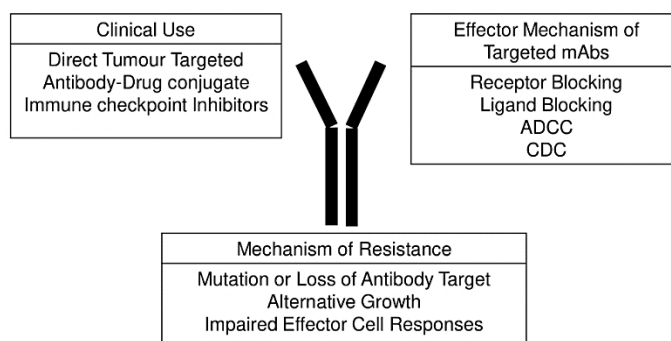 Clinical Use
Direct Tumour Targeted
Antibody-Drug conjugate
Immune checkpoint Inhibitors
Effector Mechanism of
Targeted mAbs
Receptor Blocking
Ligand Blocking
ADCC
CDC
Mechanism of Resistance
Mutation or Loss of Antibody Target
Alternative Growth
Impaired Effector Cell Responses